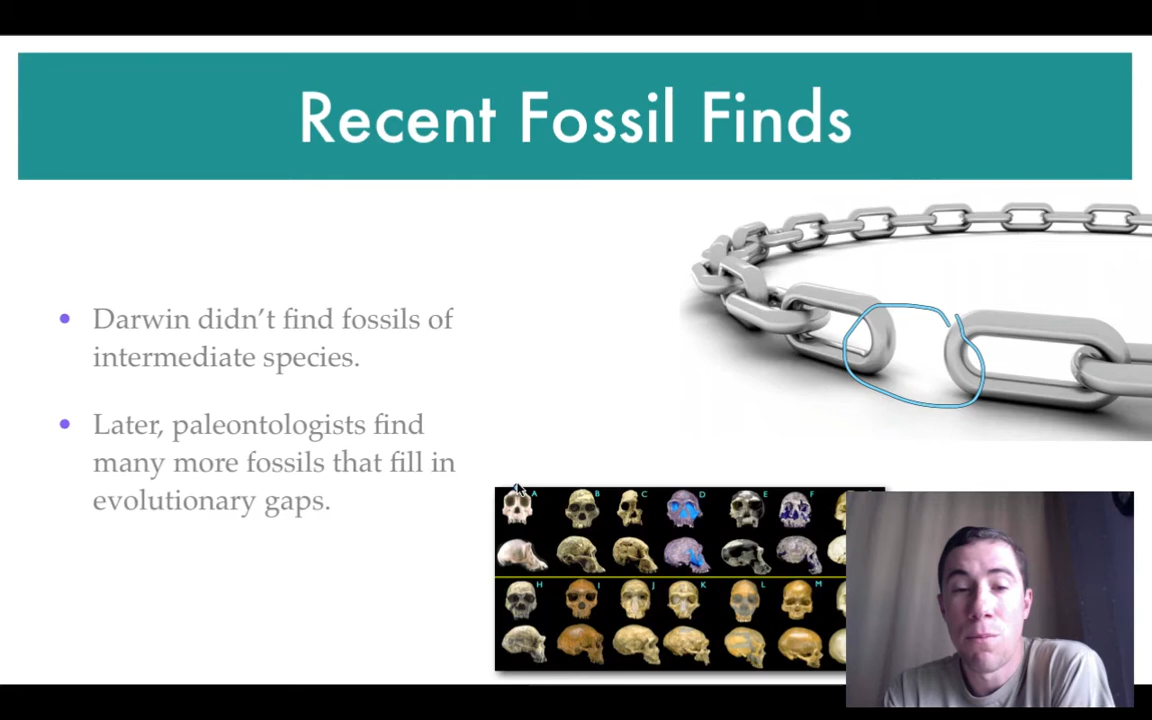 Recent Fossil Finds
• Darwin didn't find fossils of
intermediate species.
• Later, paleontologists find
many more fossils that fill in
evolutionary gaps.
A B C D E F
H I J K L M